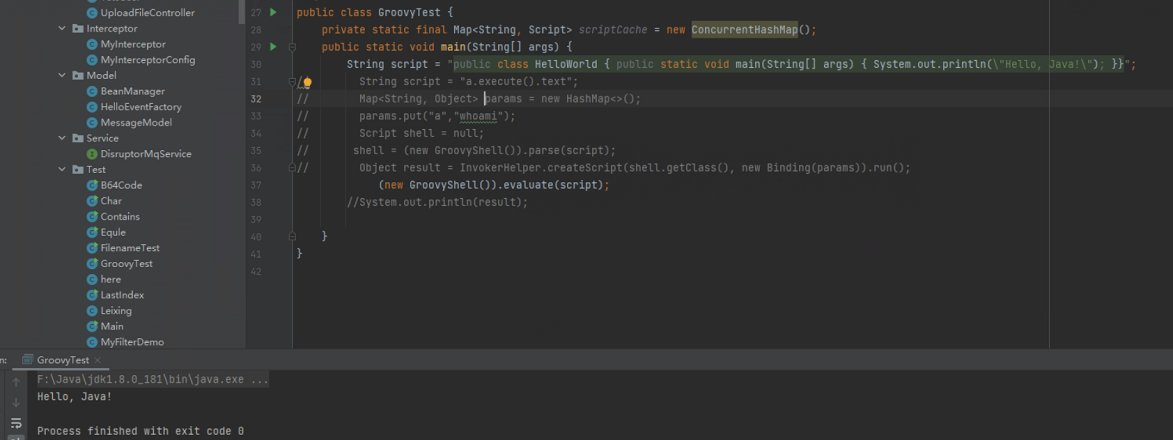 UploadFileController
Interceptor
MyInterceptor
MyInterceptorConfig
Model
BeanManager
HelloEventFactory
MessageModel
Service
DisruptorMqService
Test
B64Code
Char
Contains
Equle
FilenameTest
GroovyTest
here
LastIndex
Leixing
Main
MyFilterDemo
27 public class GroovyTest {
28 private static final Map<String, Script> scriptCache = new ConcurrentHashMap();
29 public static void main(String[] args) {
30 String script = "public class HelloWorld { public static void main(String[] args) { System.out.println(\"Hello, Java!\"); }}";
31 // String script = "a.execute().text";
32 // Map<String, Object> params = new HashMap<>();
33 // params.put("a","whoami");
34 // Script shell = null;
35 // shell = (new GroovyShell()).parse(script);
36 // Object result = InvokerHelper.createScript(shell.getClass(), new Binding(params)).run();
37 (new GroovyShell()).evaluate(script);
38 //System.out.println(result);
39
40 }
41 }
42
n: GroovyTest ×
F:\Java\jdk1.8.0_181\bin\java.exe ...
Hello, Java!
Process finished with exit code 0